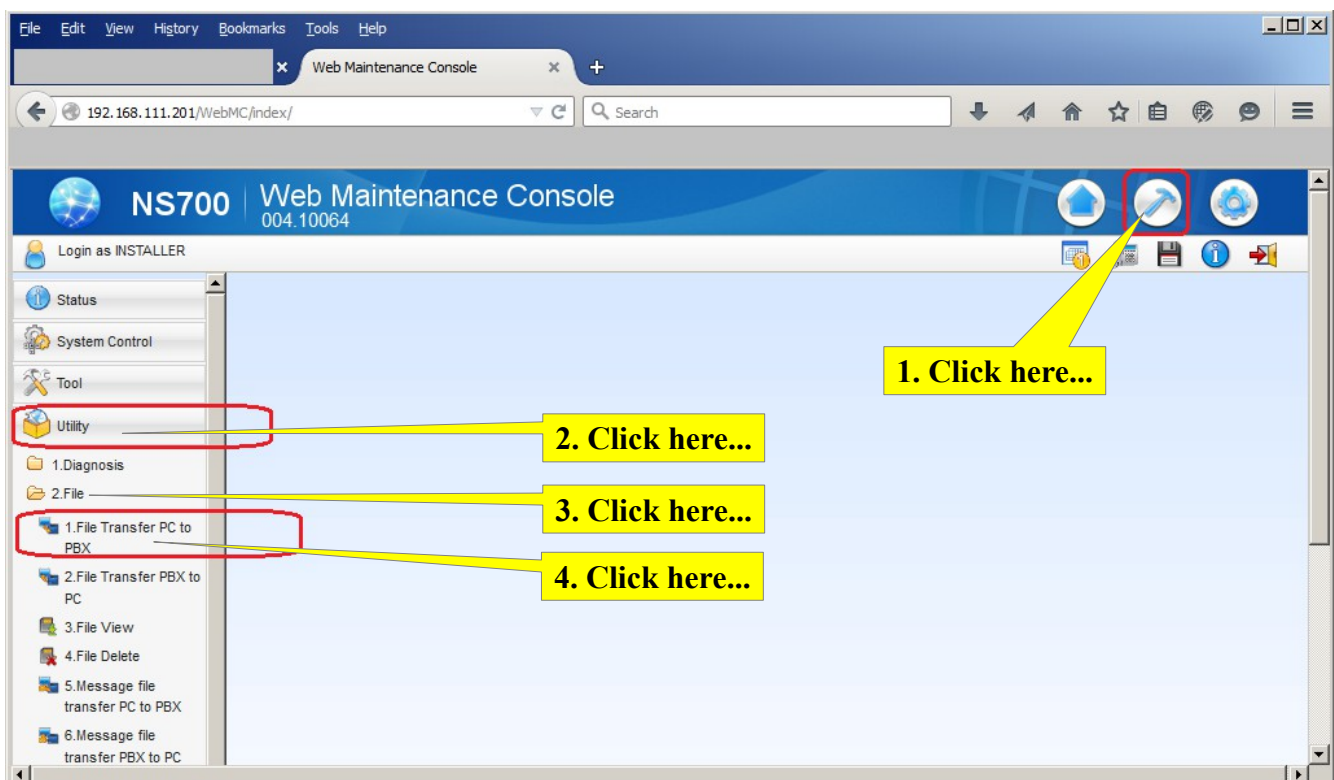 File Edit View History Bookmarks Tools Help
Web Maintenance Console
192.168.111.201/WebMC/index/
Search
NS700
Web Maintenance Console
004.10064
Login as INSTALLER
Status
System Control
1. Click here...
Tool
Utility
2. Click here...
1.Diagnosis
2.File
3. Click here...
1.File Transfer PC to
PBX
4. Click here...
2.File Transfer PBX to
PC
3.File View
4.File Delete
5.Message file
transfer PC to PBX
6.Message file
transfer PBX to PC